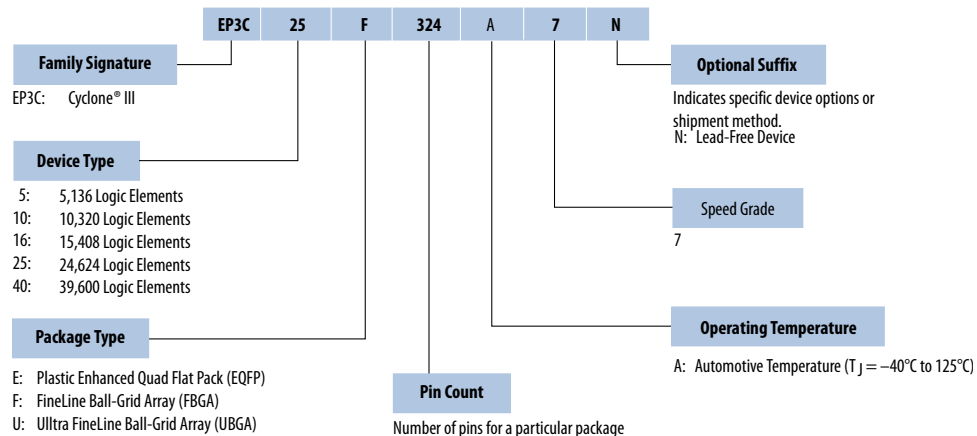 EP3C 25 F 324 A 7 N
Family Signature
EP3C: Cyclone® III
Optional Suffix
Indicates specific device options or
shipment method.
N: Lead-Free Device
Device Type
5: 5,136 Logic Elements
10: 10,320 Logic Elements
16: 15,408 Logic Elements
25: 24,624 Logic Elements
40: 39,600 Logic Elements
Speed Grade
7
Package Type
E: Plastic Enhanced Quad Flat Pack (EQFP)
F: FineLine Ball-Grid Array (FBGA)
U: Ulltra FineLine Ball-Grid Array (UBGA)
Operating Temperature
A: Automotive Temperature (T J = –40°C to 125°C)
Pin Count
Number of pins for a particular package